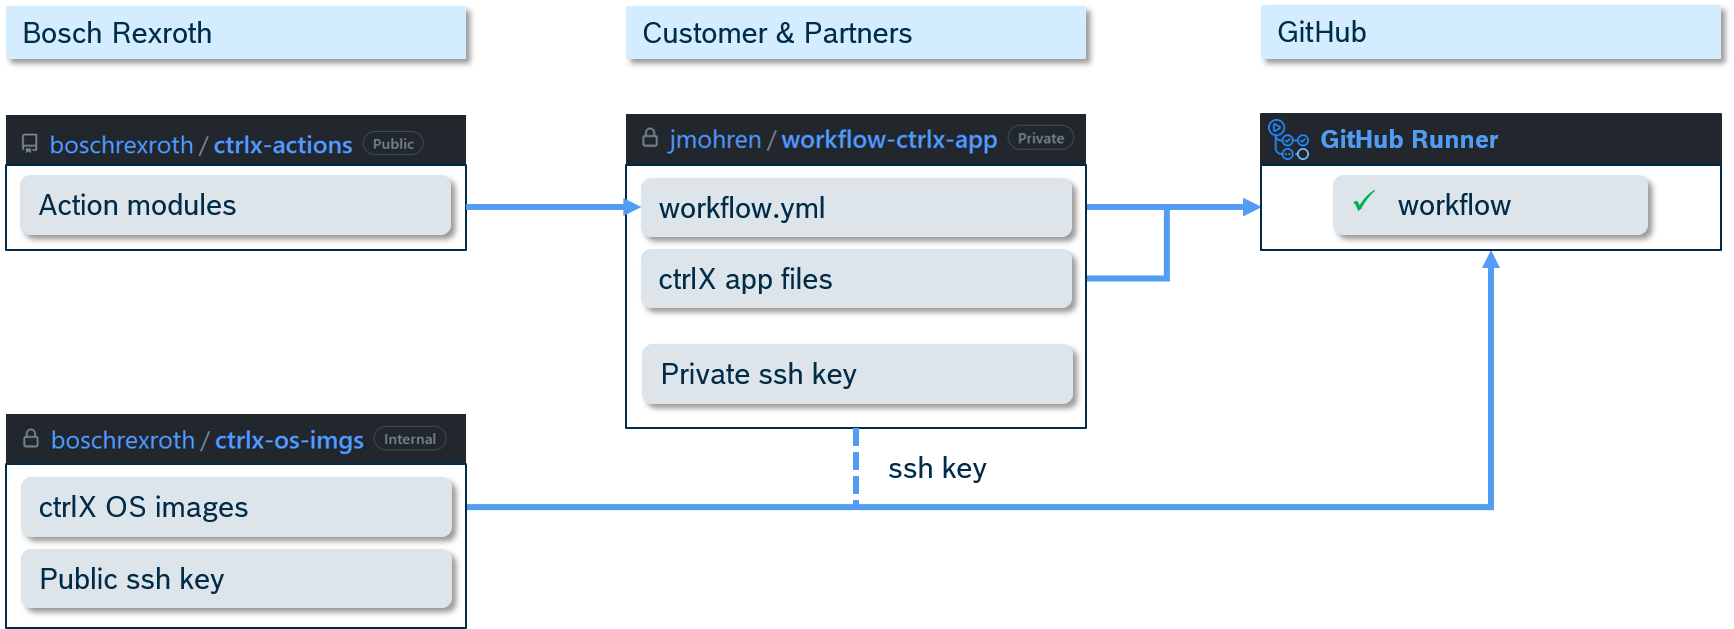 Bosch Rexroth
Customer & Partners
GitHub
boschrexroth / ctrlx-actions Public
Action modules
jmohren / workflow-ctrlx-app Private
workflow.yml
ctrlX app files
Private ssh key
GitHub Runner
workflow
ssh key
boschrexroth / ctrlx-os-imgs Internal
ctrlX OS images
Public ssh key